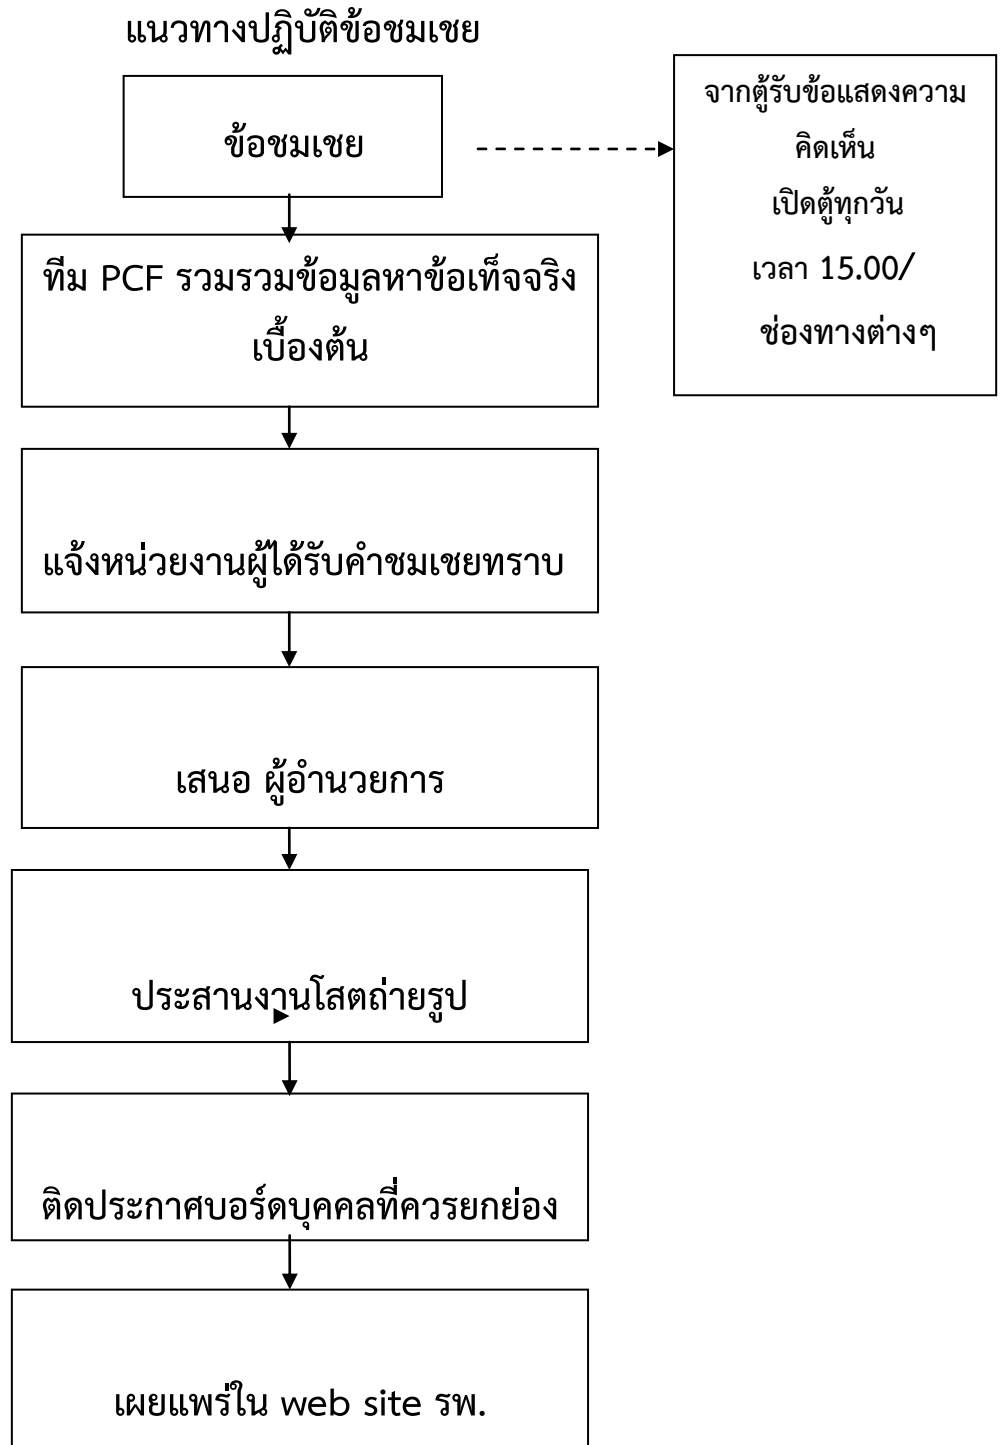 แนวทางปฏิบัติข้อชมเชย
ข้อชมเชย
จากตู้รับข้อแสดงความ
คิดเห็น
เปิดตู้ทุกวัน
เวลา 15.00/
ช่องทางต่างๆ
ทีม PCF รวมรวมข้อมูลหาข้อเท็จจริง
เบื้องต้น
แจ้งหน่วยงานผู้ได้รับคำชมเชยทราบ
เสนอ ผู้อำนวยการ
ประสานงานโสตถ่ายรูป
ติดประกาศบอร์ดบุคคลที่ควรยกย่อง
เผยแพร่ใน web site รพ.